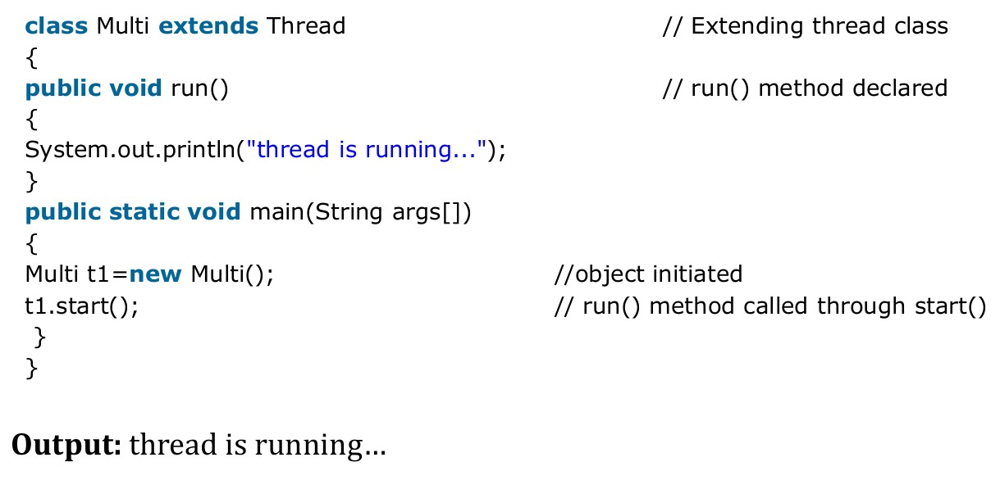 class Multi extends Thread // Extending thread class
{
public void run() // run() method declared
{
System.out.println("thread is running...");
}
public static void main(String args[])
{
Multi t1=new Multi(); //object initiated
t1.start(); // run() method called through start()
}
}
Output: thread is running...